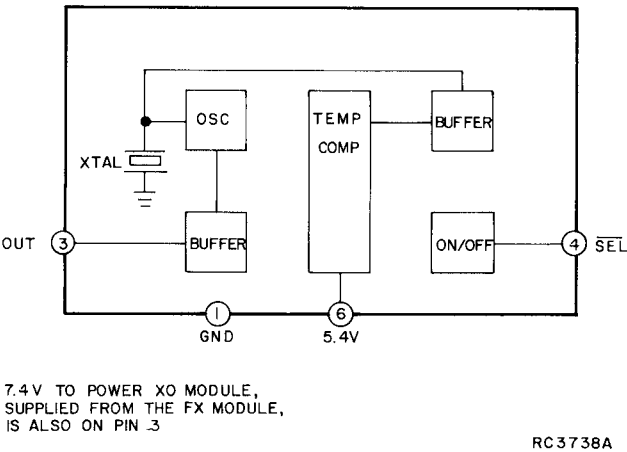 OSC
TEMP
COMP
BUFFER
XTAL
OUT
3
BUFFER
ON/OFF
4
SEL
1
GND
6
5.4V
7.4V TO POWER XO MODULE,
SUPPLIED FROM THE FX MODULE,
IS ALSO ON PIN 3
RC3738A